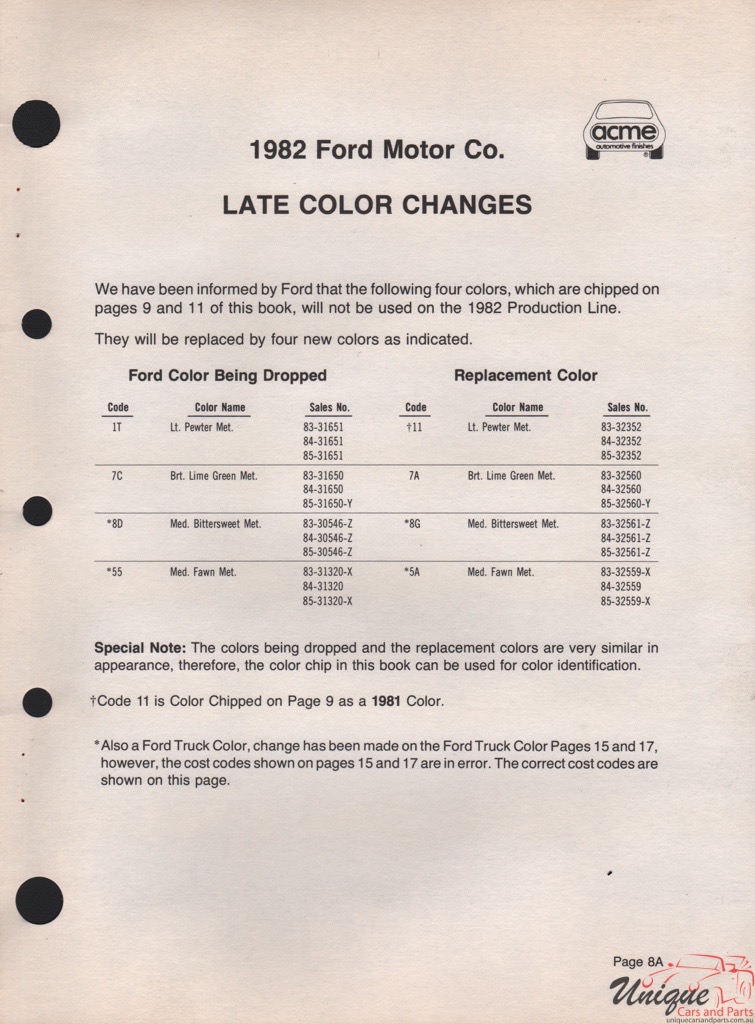 acme
automotive finishes
®
1982 Ford Motor Co.
LATE COLOR CHANGES
We have been informed by Ford that the following four colors, which are chipped on
pages 9 and 11 of this book, will not be used on the 1982 Production Line.
They will be replaced by four new colors as indicated.
Ford Color Being Dropped Replacement Color
Code Color Name Sales No. Code Color Name Sales No.
1T Lt. Pewter Met. 83-31651 †11 Lt. Pewter Met. 83-32352
84-31651 84-32352
85-31651 85-32352
7C Brt. Lime Green Met. 83-31650 7A Brt. Lime Green Met. 83-32560
84-31650 84-32560
85-31650-Y 85-32560-Y
*8D Med. Bittersweet Met. 83-30546-Z *8G Med. Bittersweet Met. 83-32561-Z
84-30546-Z 84-32561-Z
85-30546-Z 85-32561-Z
*55 Med. Fawn Met. 83-31320-X *5A Med. Fawn Met. 83-32559-X
84-31320 84-32559
85-31320-X 85-32559-X
Special Note: The colors being dropped and the replacement colors are very similar in
appearance, therefore, the color chip in this book can be used for color identification.
†Code 11 is Color Chipped on Page 9 as a 1981 Color.
*Also a Ford Truck Color, change has been made on the Ford Truck Color Pages 15 and 17,
however, the cost codes shown on pages 15 and 17 are in error. The correct cost codes are
shown on this page.
Page 8A
Unique
Cars and Parts
uniquecarsandparts.com.au